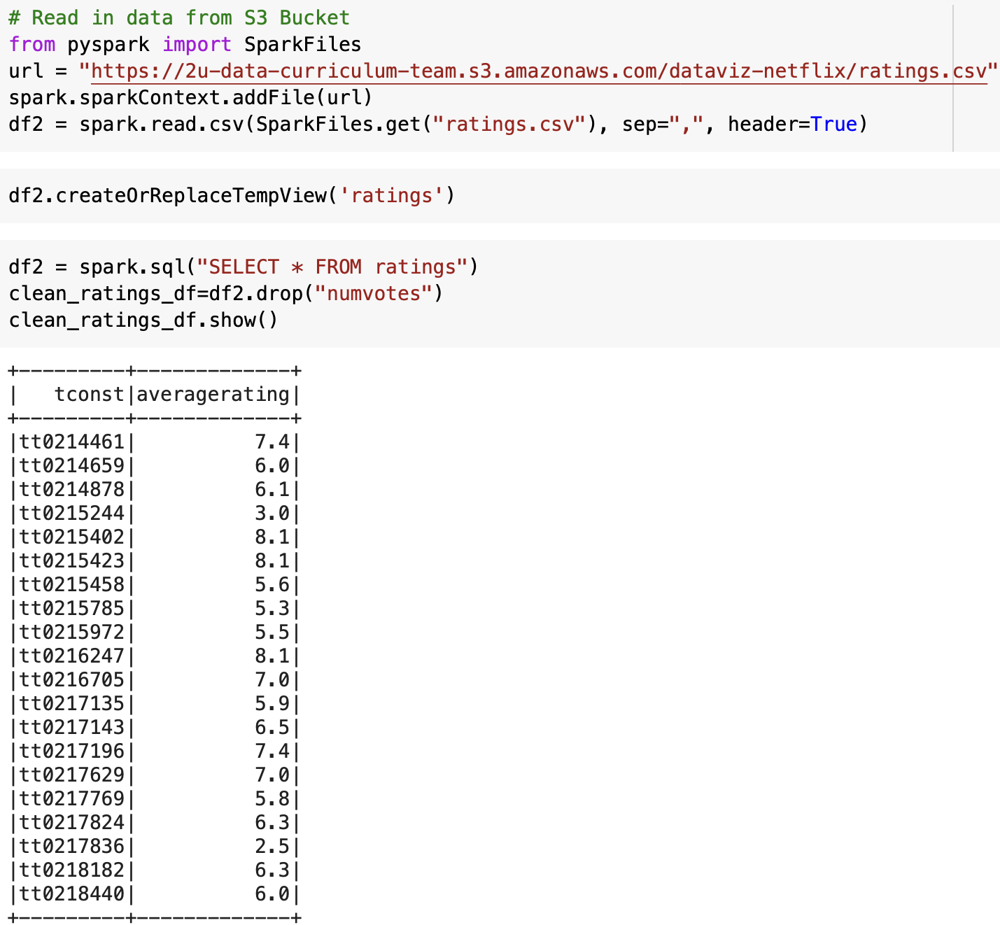 # Read in data from S3 Bucket
from pyspark import SparkFiles
url = "https://2u-data-curriculum-team.s3.amazonaws.com/dataviz-netflix/ratings.csv"
spark.sparkContext.addFile(url)
df2 = spark.read.csv(SparkFiles.get("ratings.csv"), sep=",", header=True)
df2.createOrReplaceTempView('ratings')
df2 = spark.sql("SELECT * FROM ratings")
clean_ratings_df=df2.drop("numvotes")
clean_ratings_df.show()
+---------+-------------+
|   tconst|averagerating|
+---------+-------------+
|tt0214461|          7.4|
|tt0214659|          6.0|
|tt0214878|          6.1|
|tt0215244|          3.0|
|tt0215402|          8.1|
|tt0215423|          8.1|
|tt0215458|          5.6|
|tt0215785|          5.3|
|tt0215972|          5.5|
|tt0216247|          8.1|
|tt0216705|          7.0|
|tt0217135|          5.9|
|tt0217143|          6.5|
|tt0217196|          7.4|
|tt0217629|          7.0|
|tt0217769|          5.8|
|tt0217824|          6.3|
|tt0217836|          2.5|
|tt0218182|          6.3|
|tt0218440|          6.0|
+---------+-------------+